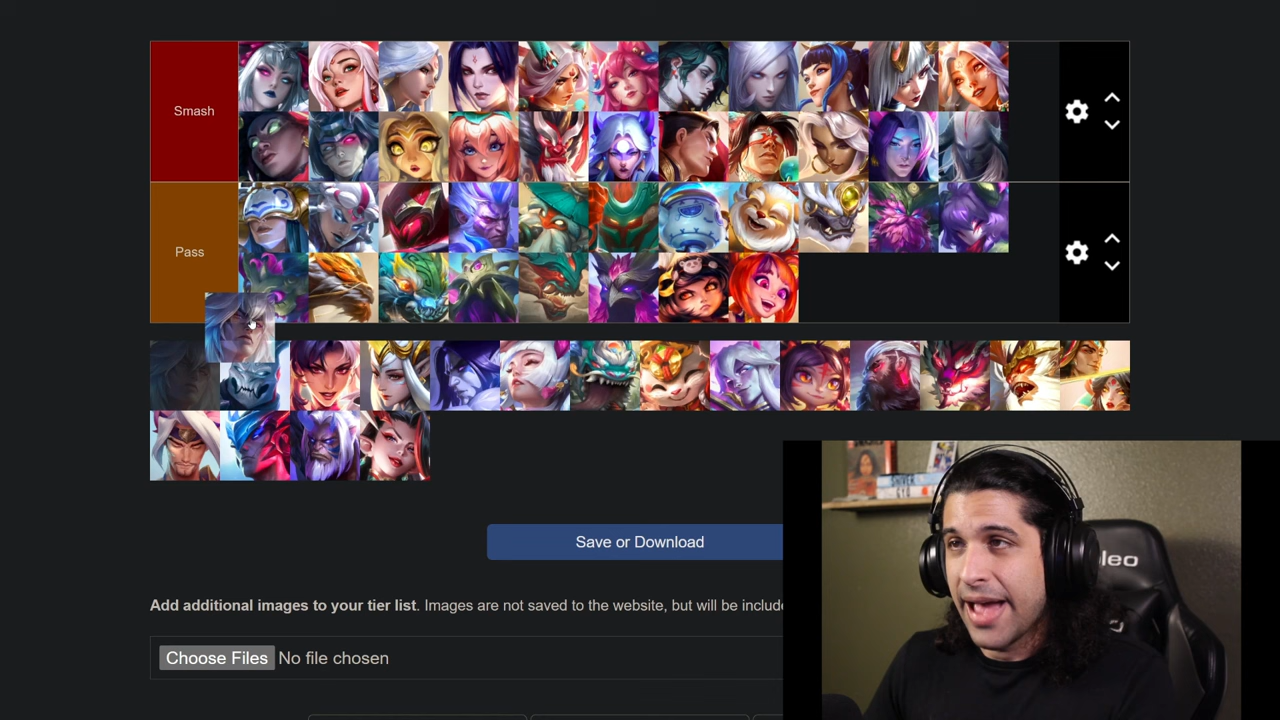 Smash
Pass
Save or Download
Add additional images to your tier list. Images are not saved to the website, but will be include
Choose Files No file chosen
leo